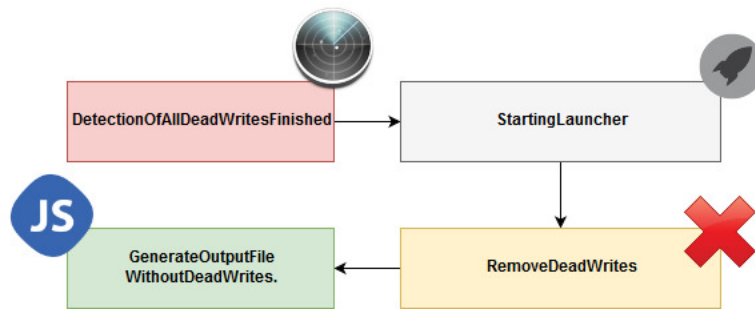 DetectionOfAllDeadWritesFinished
StartingLauncher
JS
GenerateOutputFile
WithoutDeadWrites.
RemoveDeadWrites